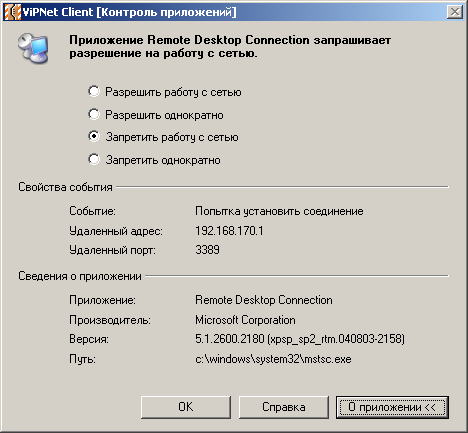 ViPNet Client [Контроль приложений]
Приложение Remote Desktop Connection запрашивает
разрешение на работу с сетью.
Разрешить работу с сетью
Разрешить однократно
Запретить работу с сетью
Запретить однократно
Свойства события
Событие: Попытка установить соединение
Удаленный адрес: 192.168.170.1
Удаленный порт: 3389
Сведения о приложении
Приложение: Remote Desktop Connection
Производитель: Microsoft Corporation
Версия: 5.1.2600.2180 (xpsp_sp2_rtm.040803-2158)
Путь: c:\windows\system32\mstsc.exe
OK Справка О приложении <<